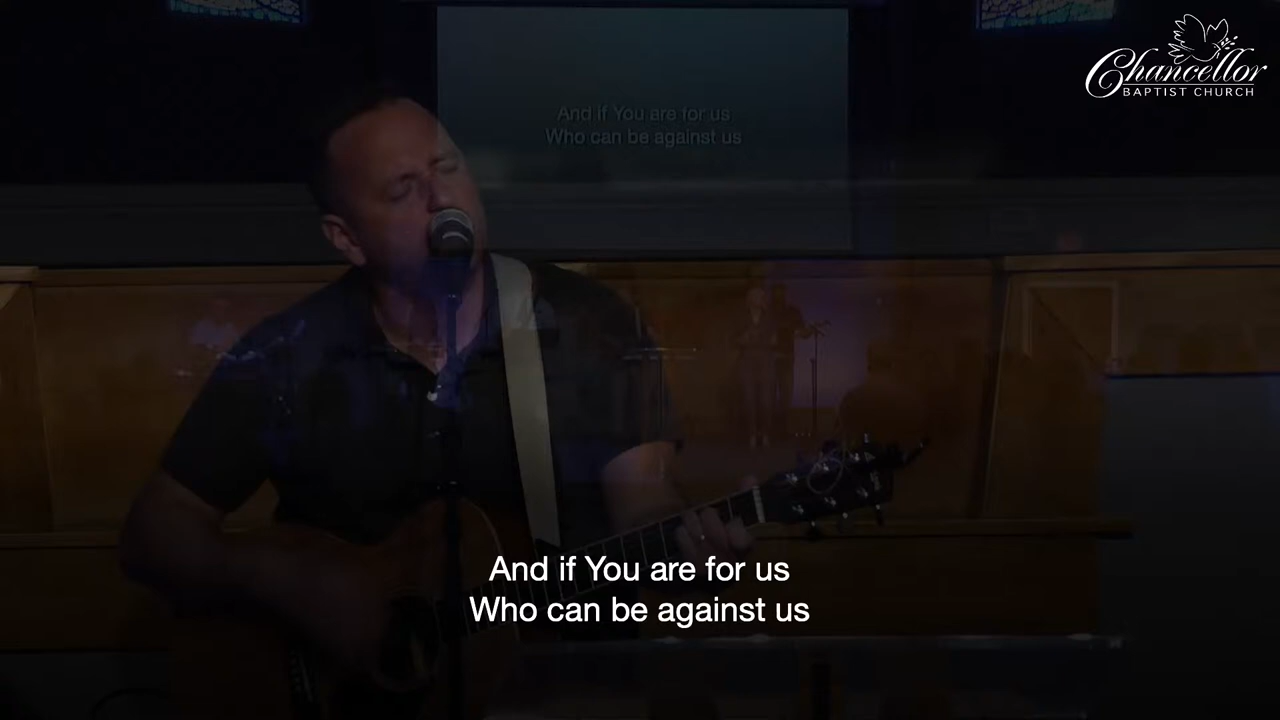 Chancellor
BAPTIST CHURCH
And if You are for us
Who can be against us
And if You are for us
Who can be against us